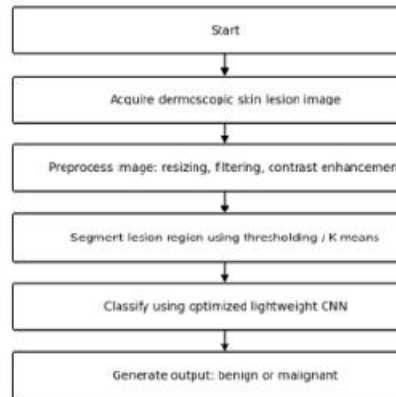 Start
Acquire dermoscopic skin lesion image
Preprocess image: resizing, filtering, contrast enhancemen
Segment lesion region using thresholding / K means
Classify using optimized lightweight CNN
Generate output: benign or malignant